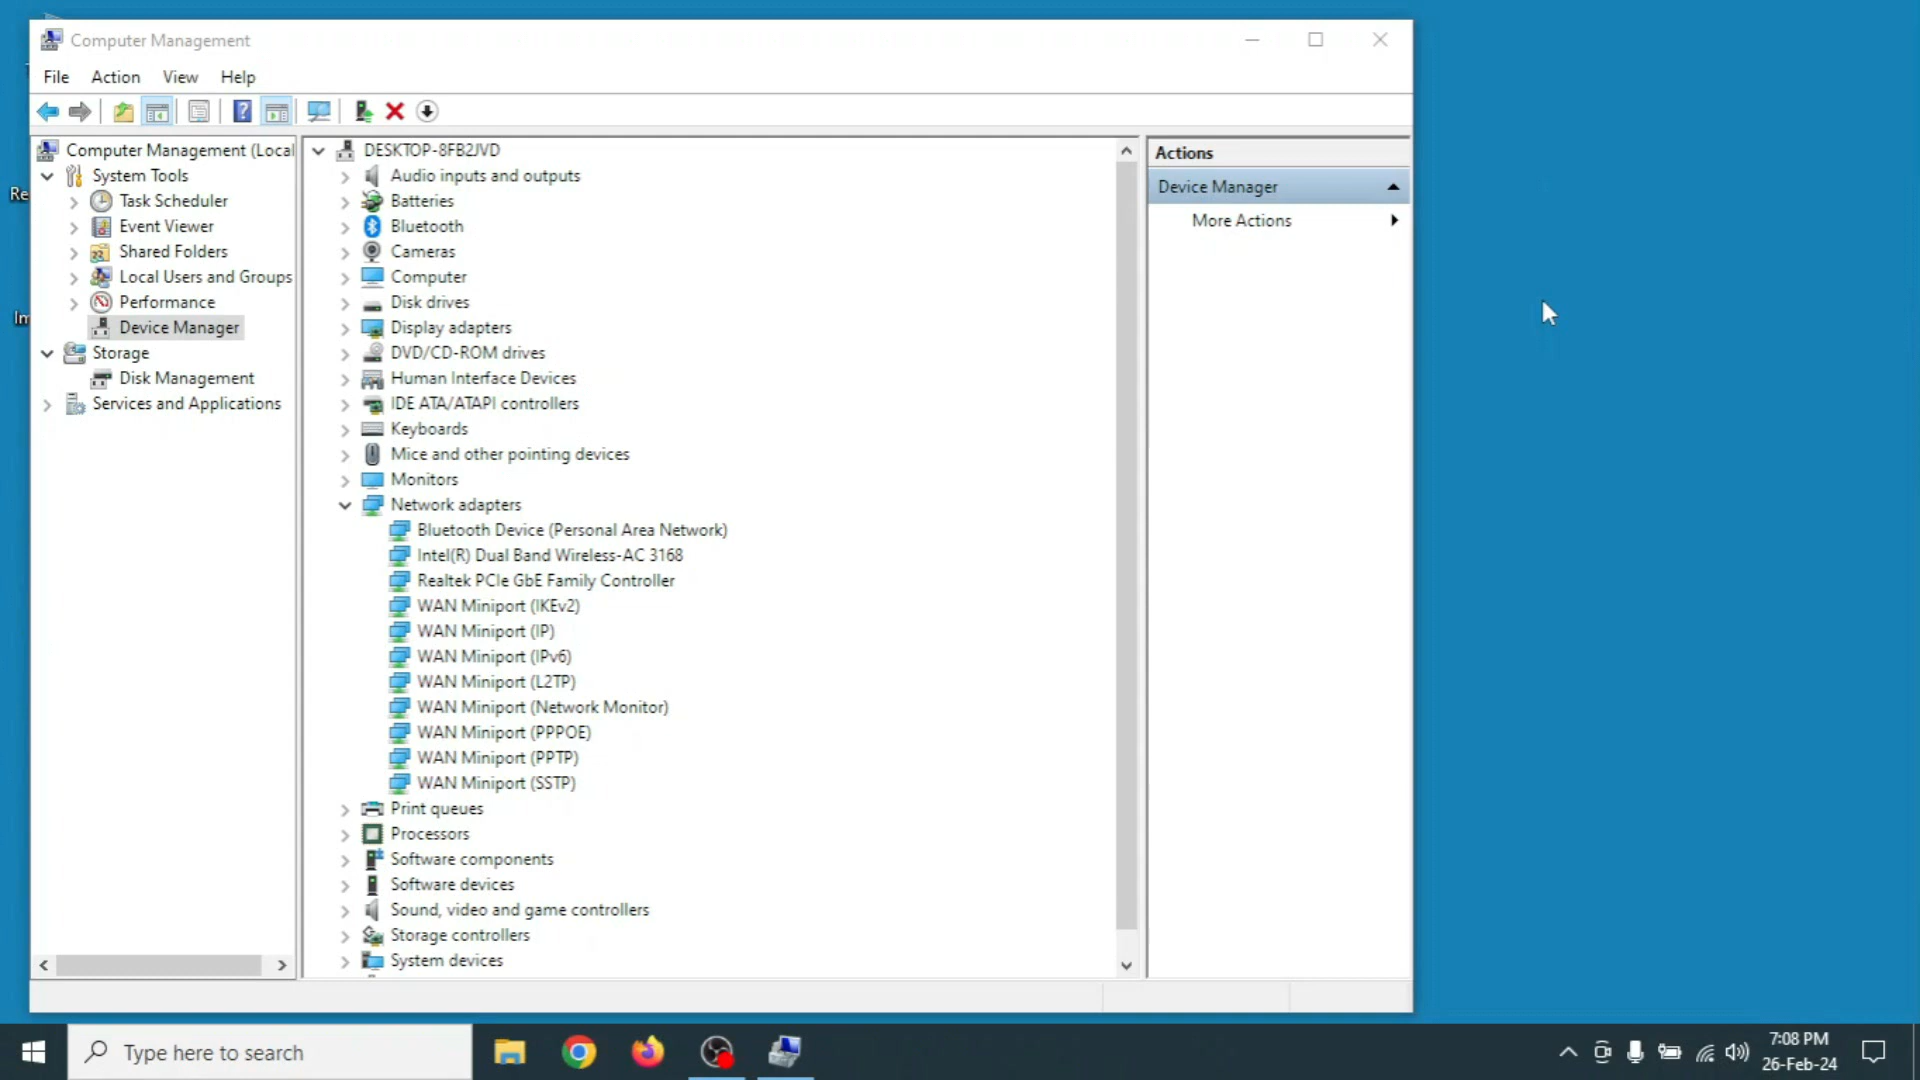 Computer Management
File Action View Help
Computer Management (Local
System Tools
Task Scheduler
Event Viewer
Shared Folders
Local Users and Groups
Performance
Device Manager
Storage
Disk Management
Services and Applications
DESKTOP-8FB2JVD
Audio inputs and outputs
Batteries
Bluetooth
Cameras
Computer
Disk drives
Display adapters
DVD/CD-ROM drives
Human Interface Devices
IDE ATA/ATAPI controllers
Keyboards
Mice and other pointing devices
Monitors
Network adapters
Bluetooth Device (Personal Area Network)
Intel(R) Dual Band Wireless-AC 3168
Realtek PCIe GbE Family Controller
WAN Miniport (IKEv2)
WAN Miniport (IP)
WAN Miniport (IPv6)
WAN Miniport (L2TP)
WAN Miniport (Network Monitor)
WAN Miniport (PPPOE)
WAN Miniport (PPTP)
WAN Miniport (SSTP)
Print queues
Processors
Software components
Software devices
Sound, video and game controllers
Storage controllers
System devices
Actions
Device Manager
More Actions
Re
Im
Type here to search
7:08 PM
26-Feb-24